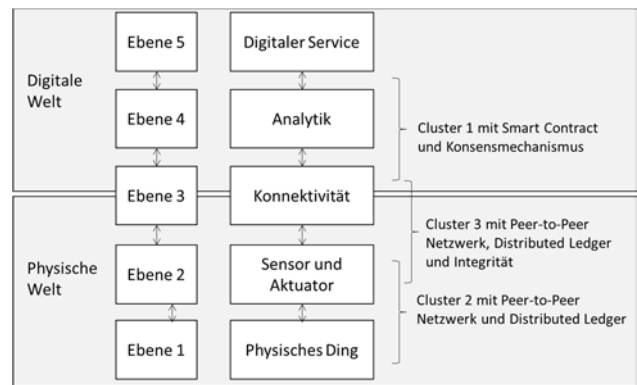 Digitale
Welt
Ebene 5
Digitaler Service
Ebene 4
Analytik
Cluster 1 mit Smart Contract
und Konsensmechanismus
Ebene 3
Konnektivität
Cluster 3 mit Peer-to-Peer
Netzwerk, Distributed Ledger
und Integrität
Physische
Welt
Ebene 2
Sensor und
Aktuator
Cluster 2 mit Peer-to-Peer
Netzwerk und Distributed Ledger
Ebene 1
Physisches Ding